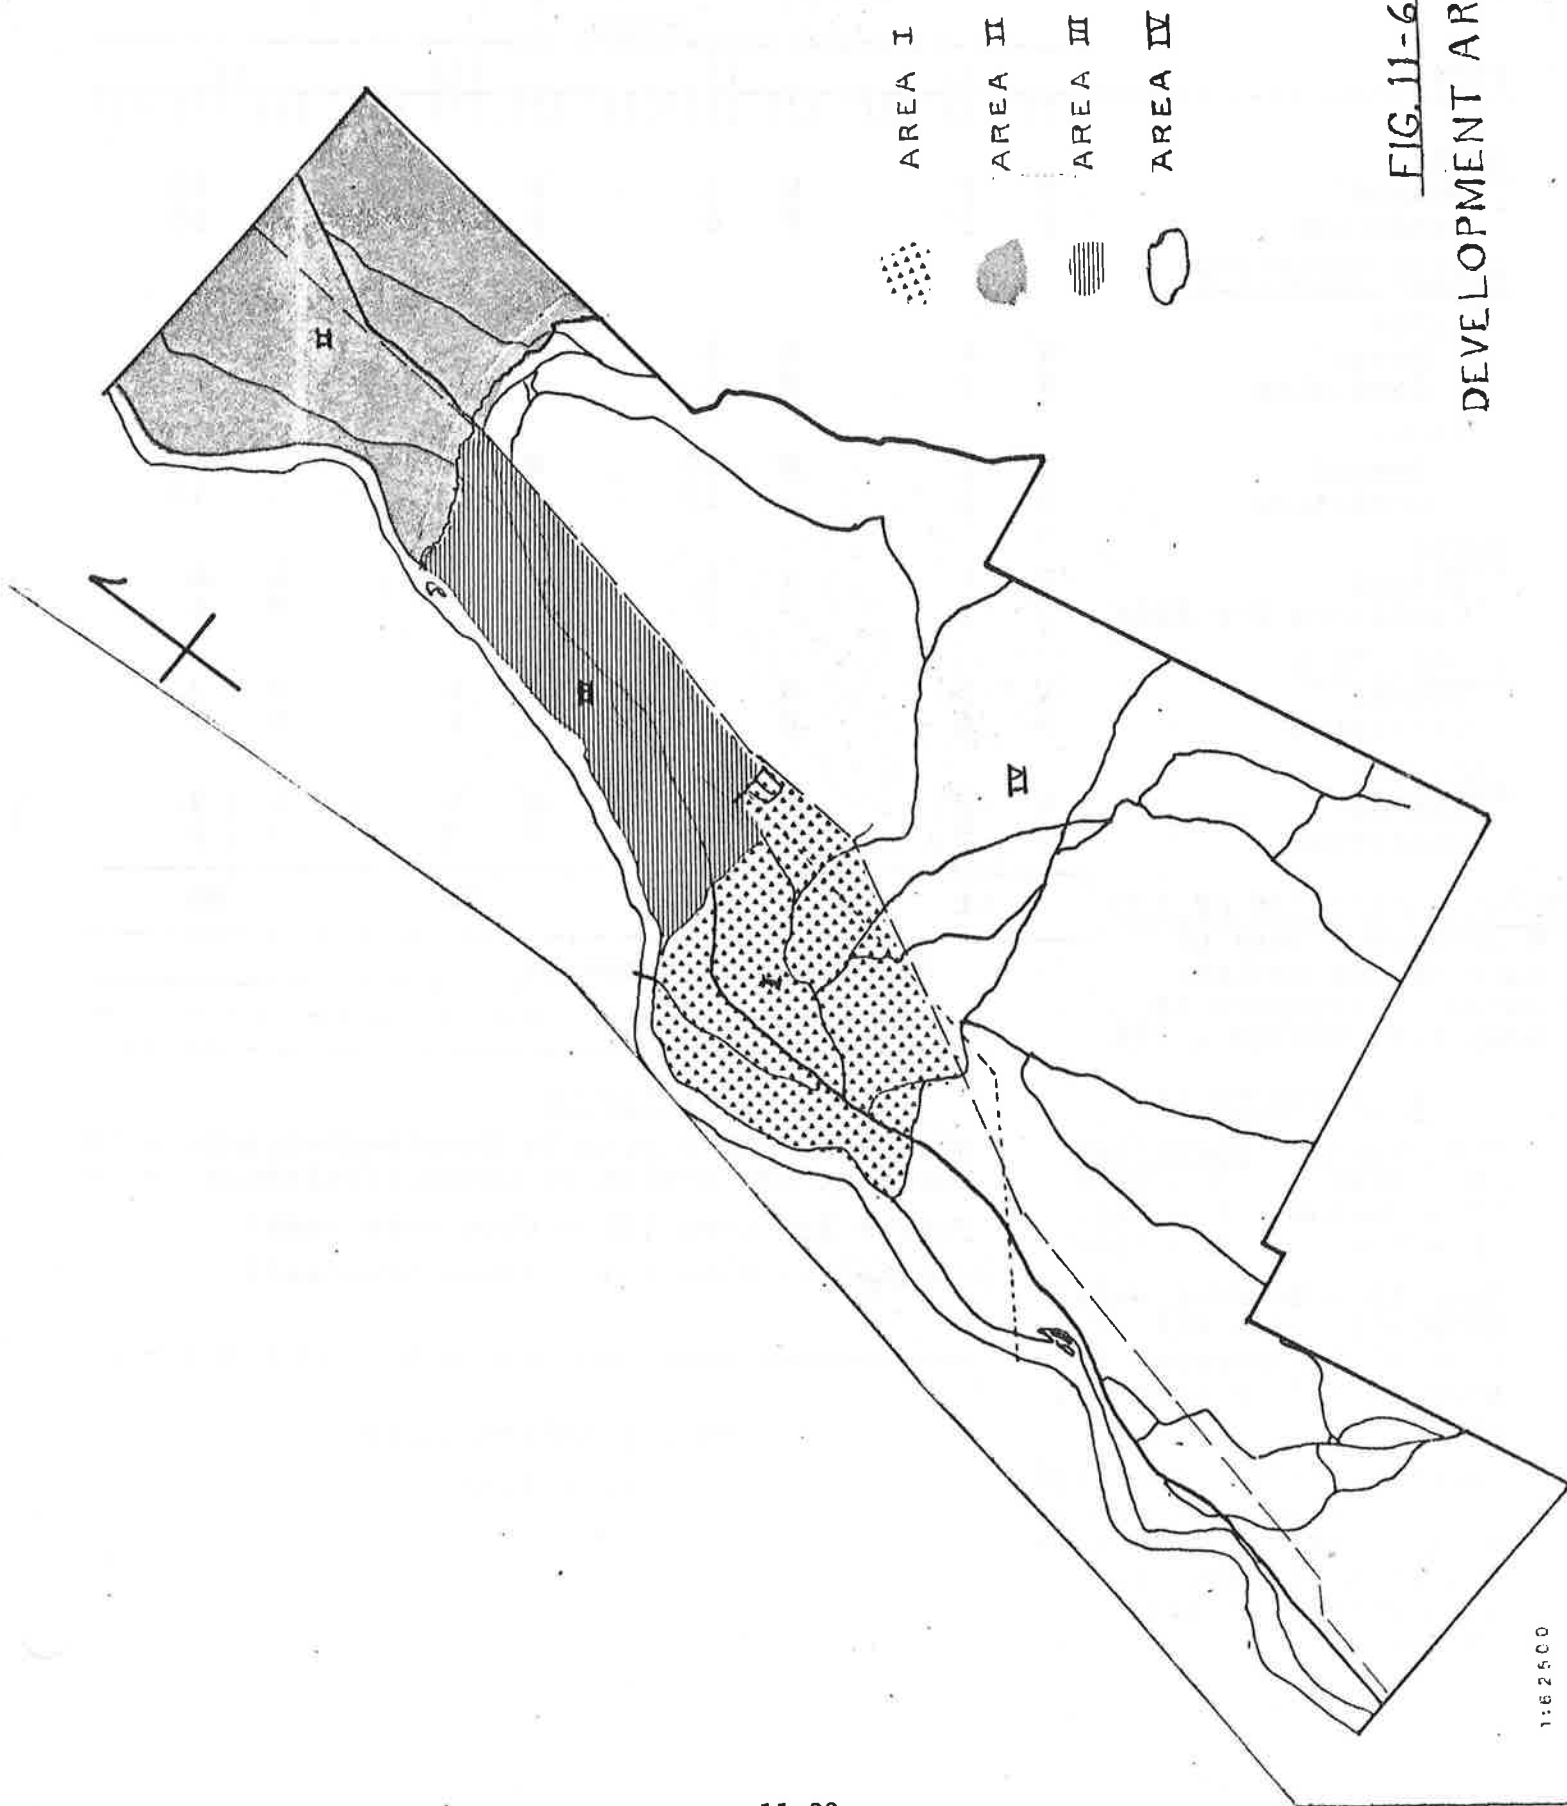 AREA I
AREA II
AREA III
AREA IV
FIG. 11-6
DEVELOPMENT AR
II
III
I
IV
1:62500